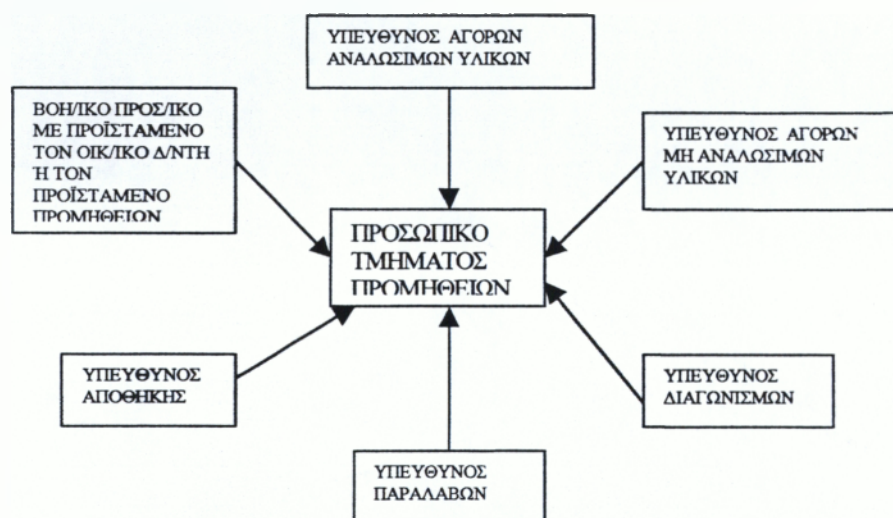 ΥΠΕΥΘΥΝΟΣ ΑΓΟΡΩΝ
ΑΝΑΛΩΣΙΜΩΝ ΥΛΙΚΩΝ
ΒΟΗ/ΙΚΟ ΠΡΟΣ/ΙΚΟ
ΜΕ ΠΡΟΪΣΤΑΜΕΝΟ
ΤΟΝ ΟΙΚ/ΙΚΟ Δ/ΝΤΗ
Ή ΤΟΝ
ΠΡΟΪΣΤΑΜΕΝΟ
ΠΡΟΜΗΘΕΙΩΝ
ΥΠΕΥΘΥΝΟΣ ΑΓΟΡΩΝ
ΜΗ ΑΝΑΛΩΣΙΜΩΝ
ΥΛΙΚΩΝ
ΠΡΟΣΩΠΙΚΟ
ΤΜΗΜΑΤΟΣ
ΠΡΟΜΗΘΕΙΩΝ
ΥΠΕΥΘΥΝΟΣ
ΑΠΟΘΗΚΗΣ
ΥΠΕΥΘΥΝΟΣ
ΔΙΑΓΩΝΙΣΜΩΝ
ΥΠΕΥΘΥΝΟΣ
ΠΑΡΑΛΑΒΩΝ